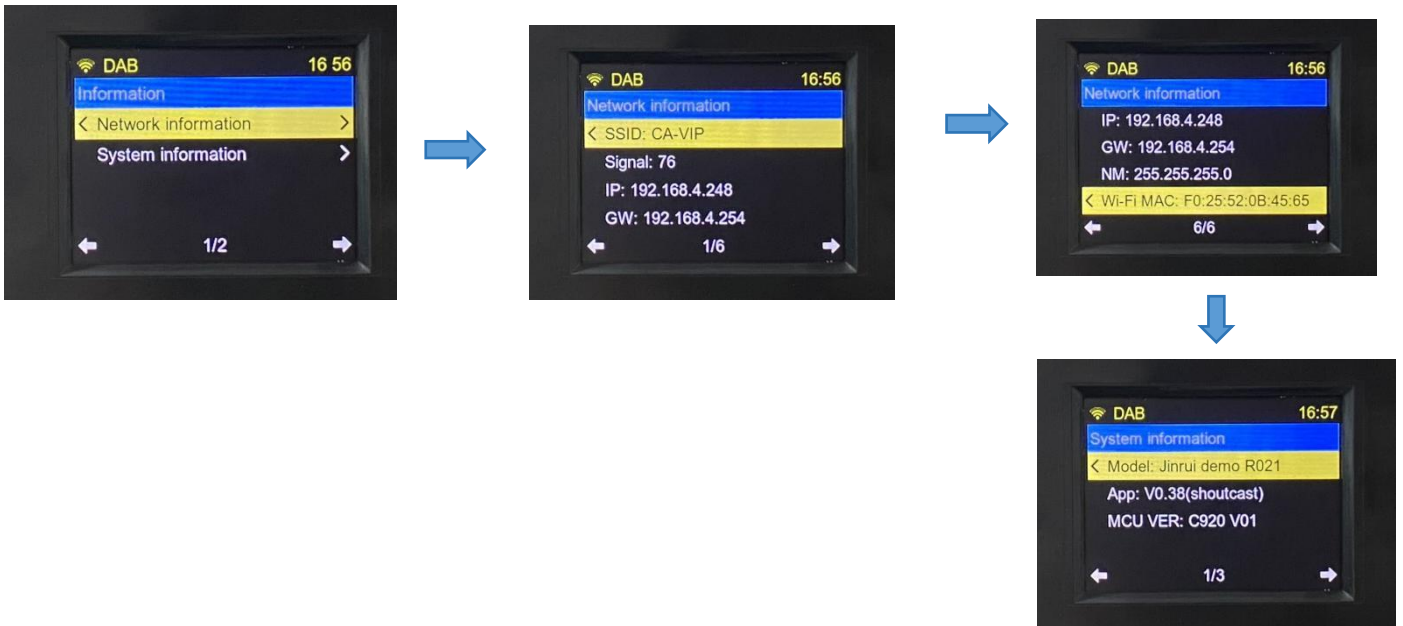 DAB 16 56
Information
< Network information >
System information >
1/2
DAB 16:56
Network information
< SSID: CA-VIP
Signal: 76
IP: 192.168.4.248
GW: 192.168.4.254
1/6
DAB 16:56
Network information
IP: 192.168.4.248
GW: 192.168.4.254
NM: 255.255.255.0
< Wi-Fi MAC: F0:25:52:0B:45:65
6/6
DAB 16:57
System information
< Model: Jinrui demo R021
App: V0.38(shoutcast)
MCU VER: C920 V01
1/3